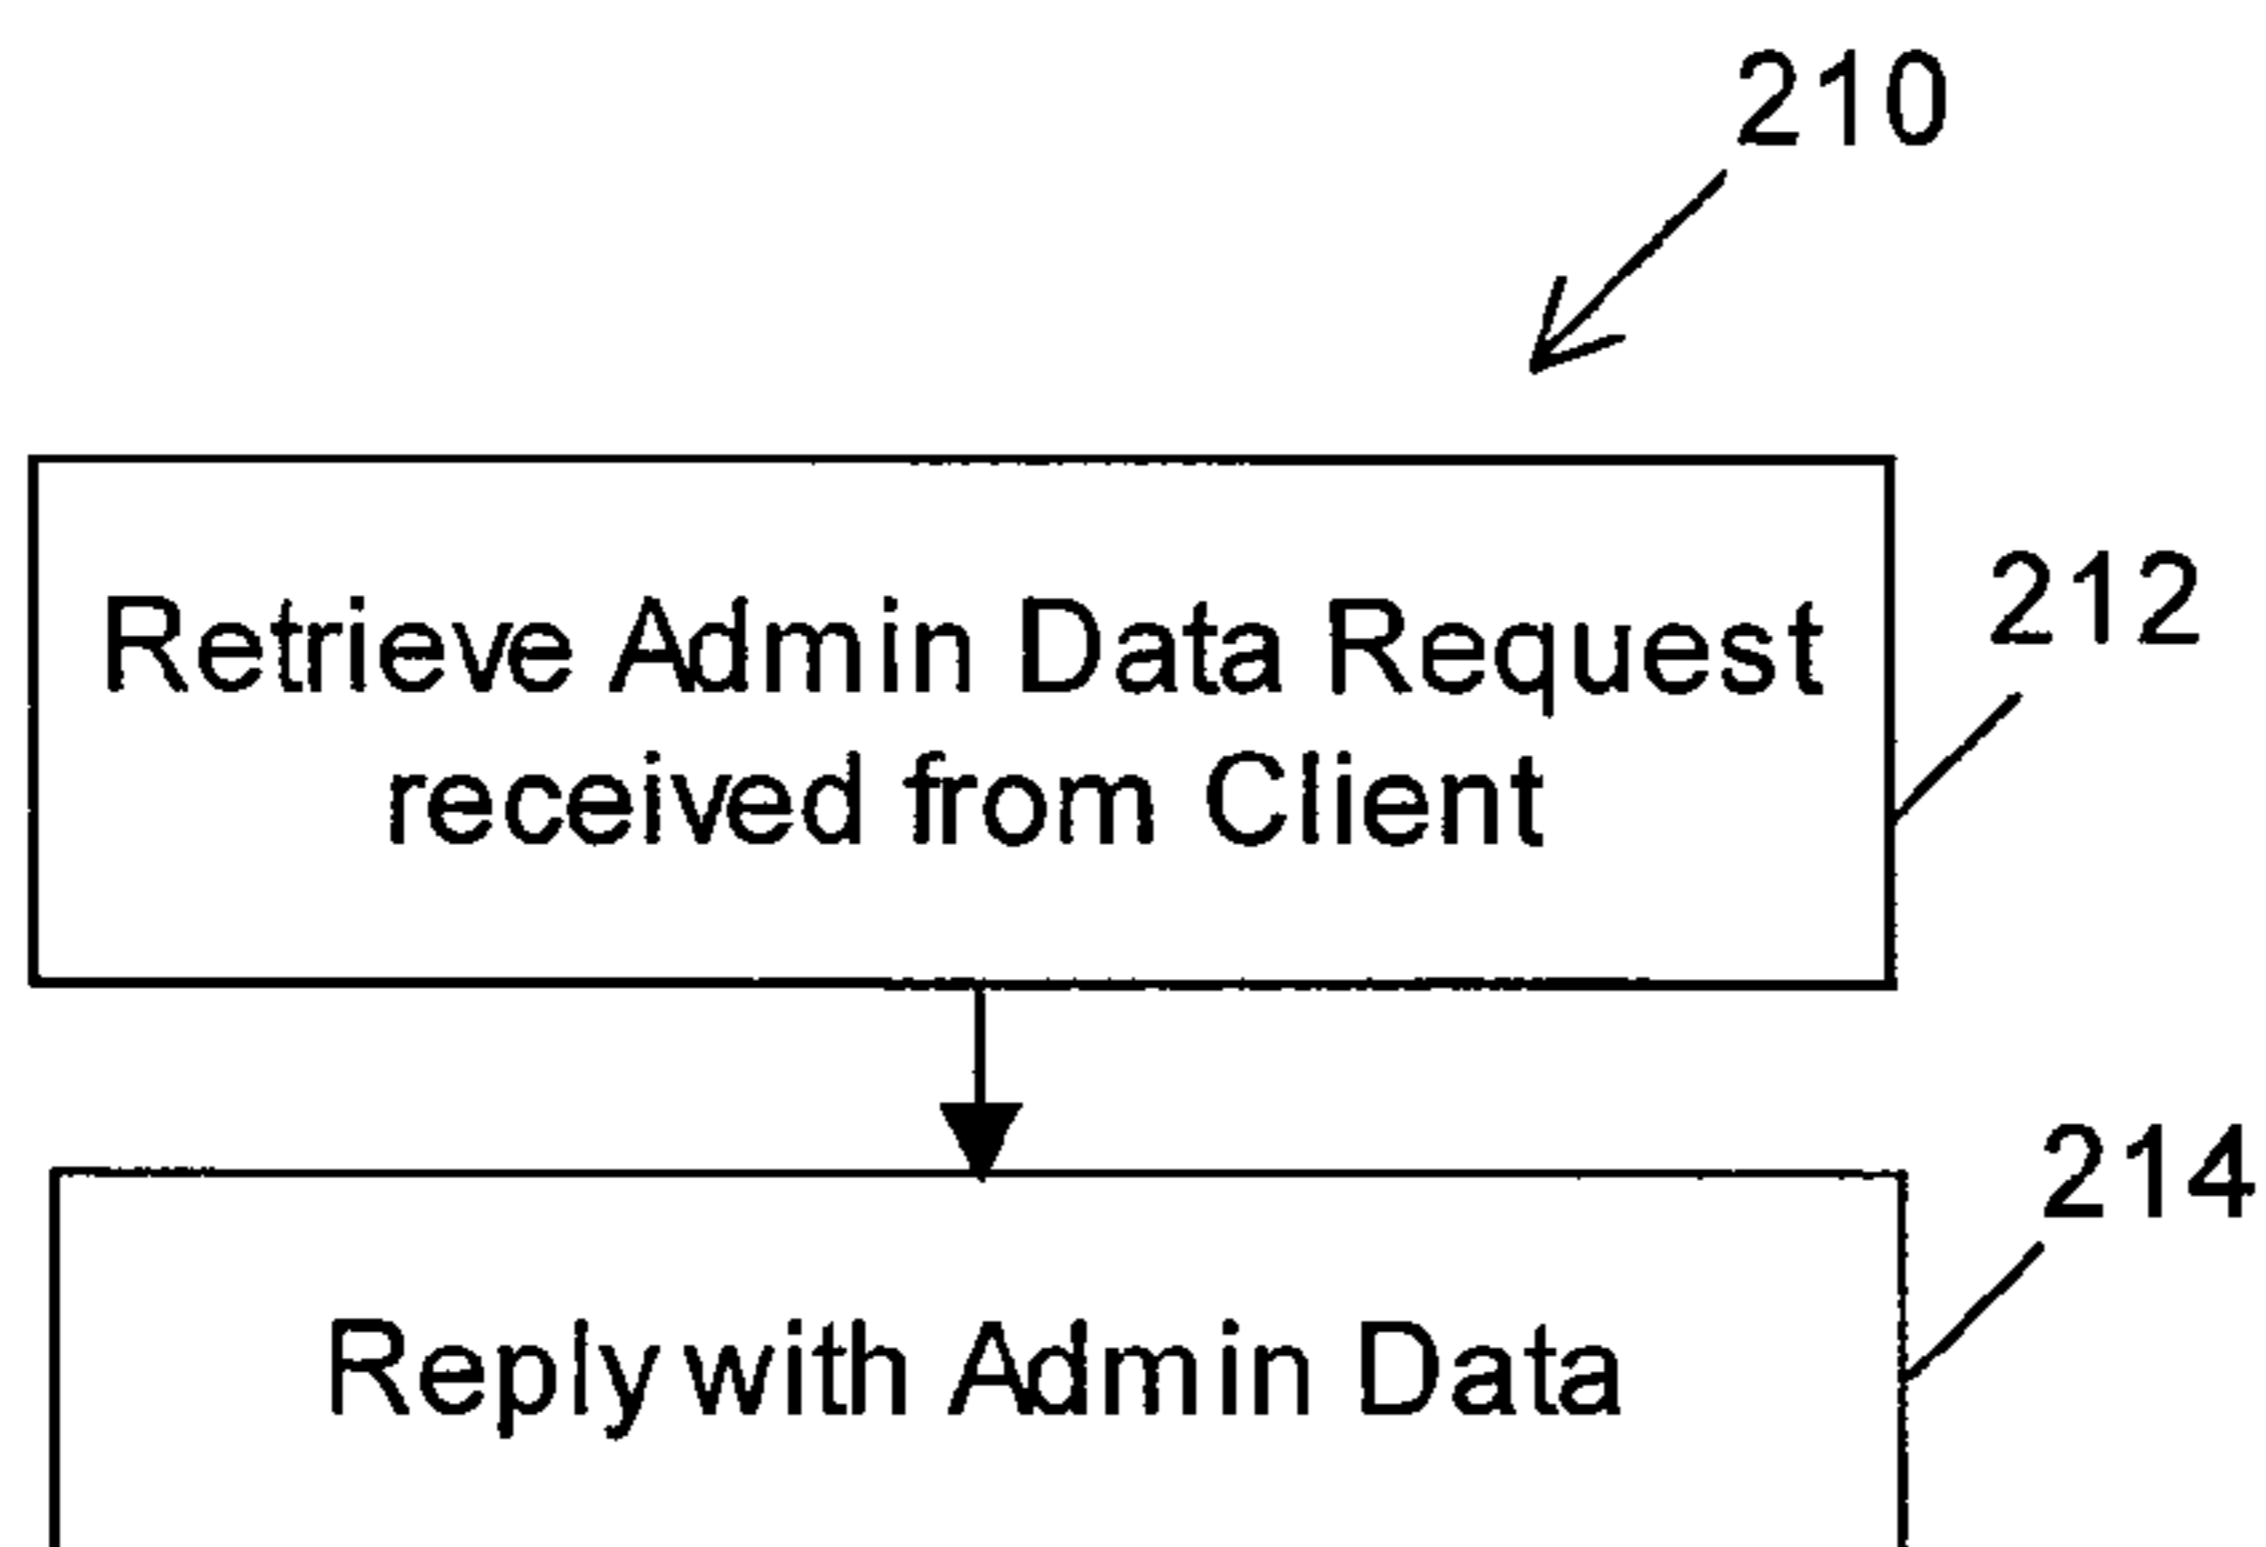 210
Retrieve Admin Data Request
received from Client
212
214
Reply with Admin Data